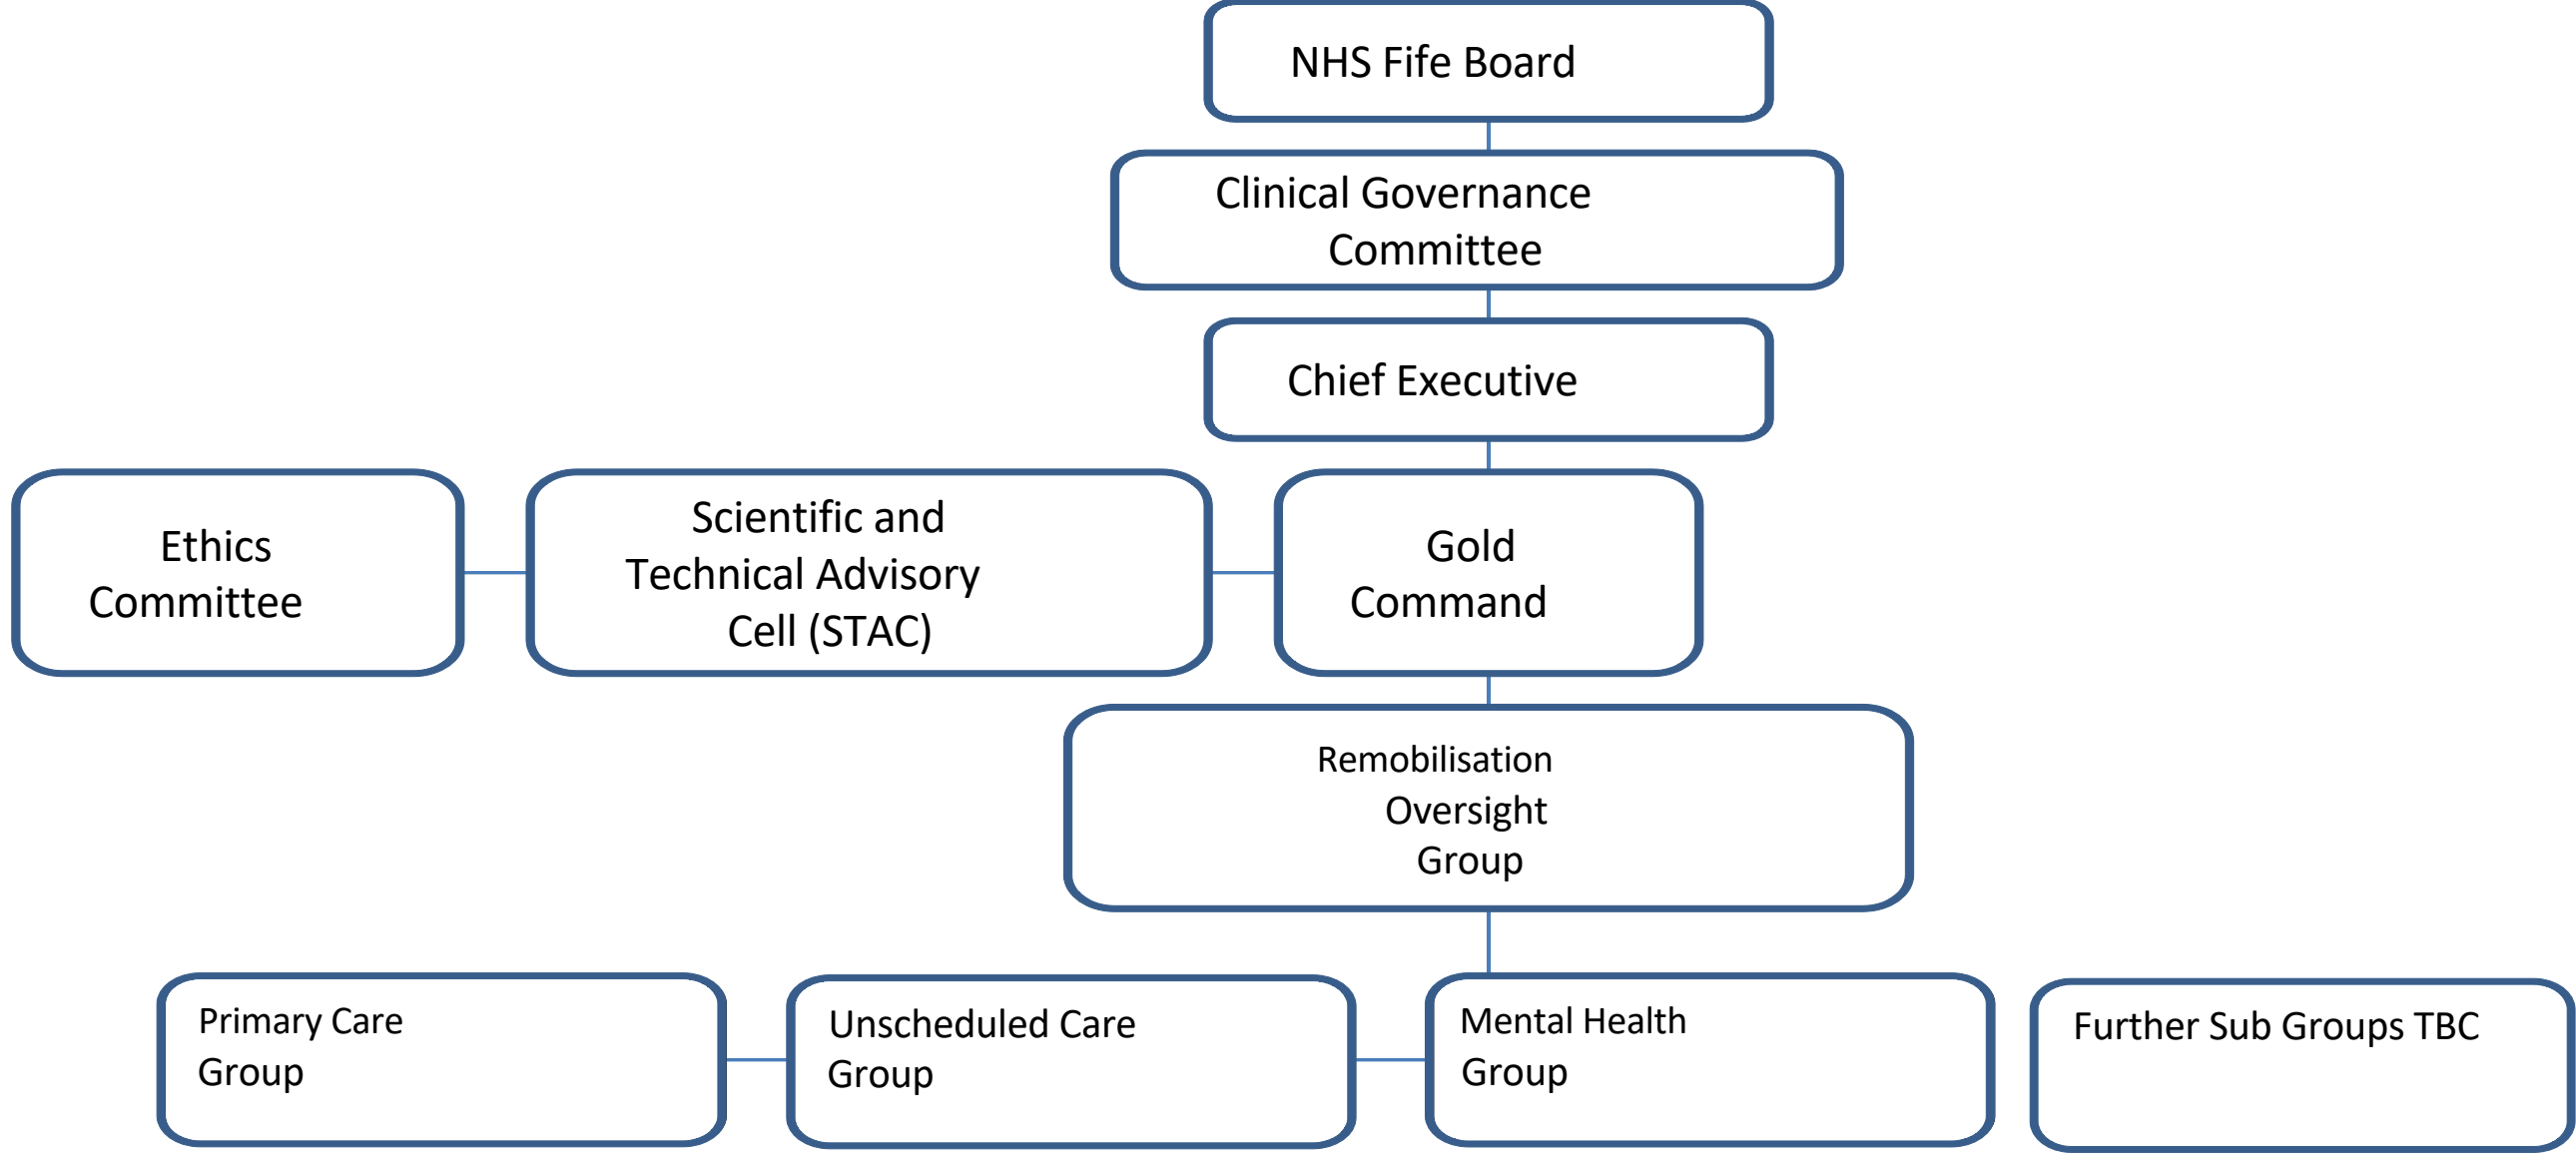 NHS Fife Board
Clinical Governance
Committee
Chief Executive
Ethics
Committee
Scientific and
Technical Advisory
Cell (STAC)
Gold
Command
Remobilisation
Oversight
Group
Primary Care
Group
Unscheduled Care
Group
Mental Health
Group
Further Sub Groups TBC